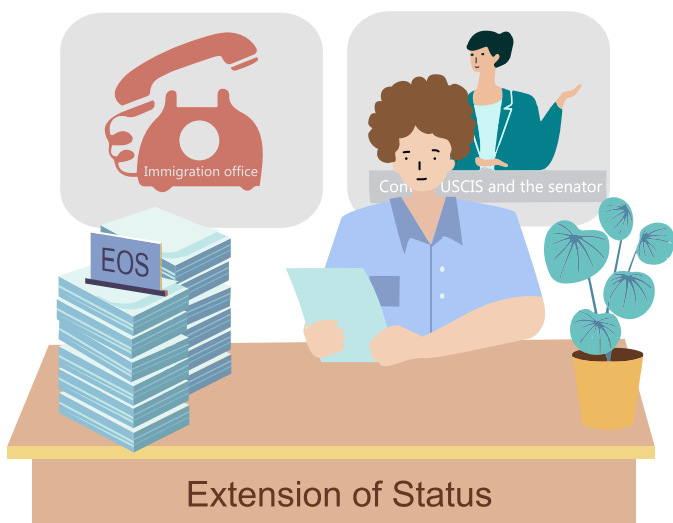 Immigration office
USCIS and the senator
EOS
Extension of Status